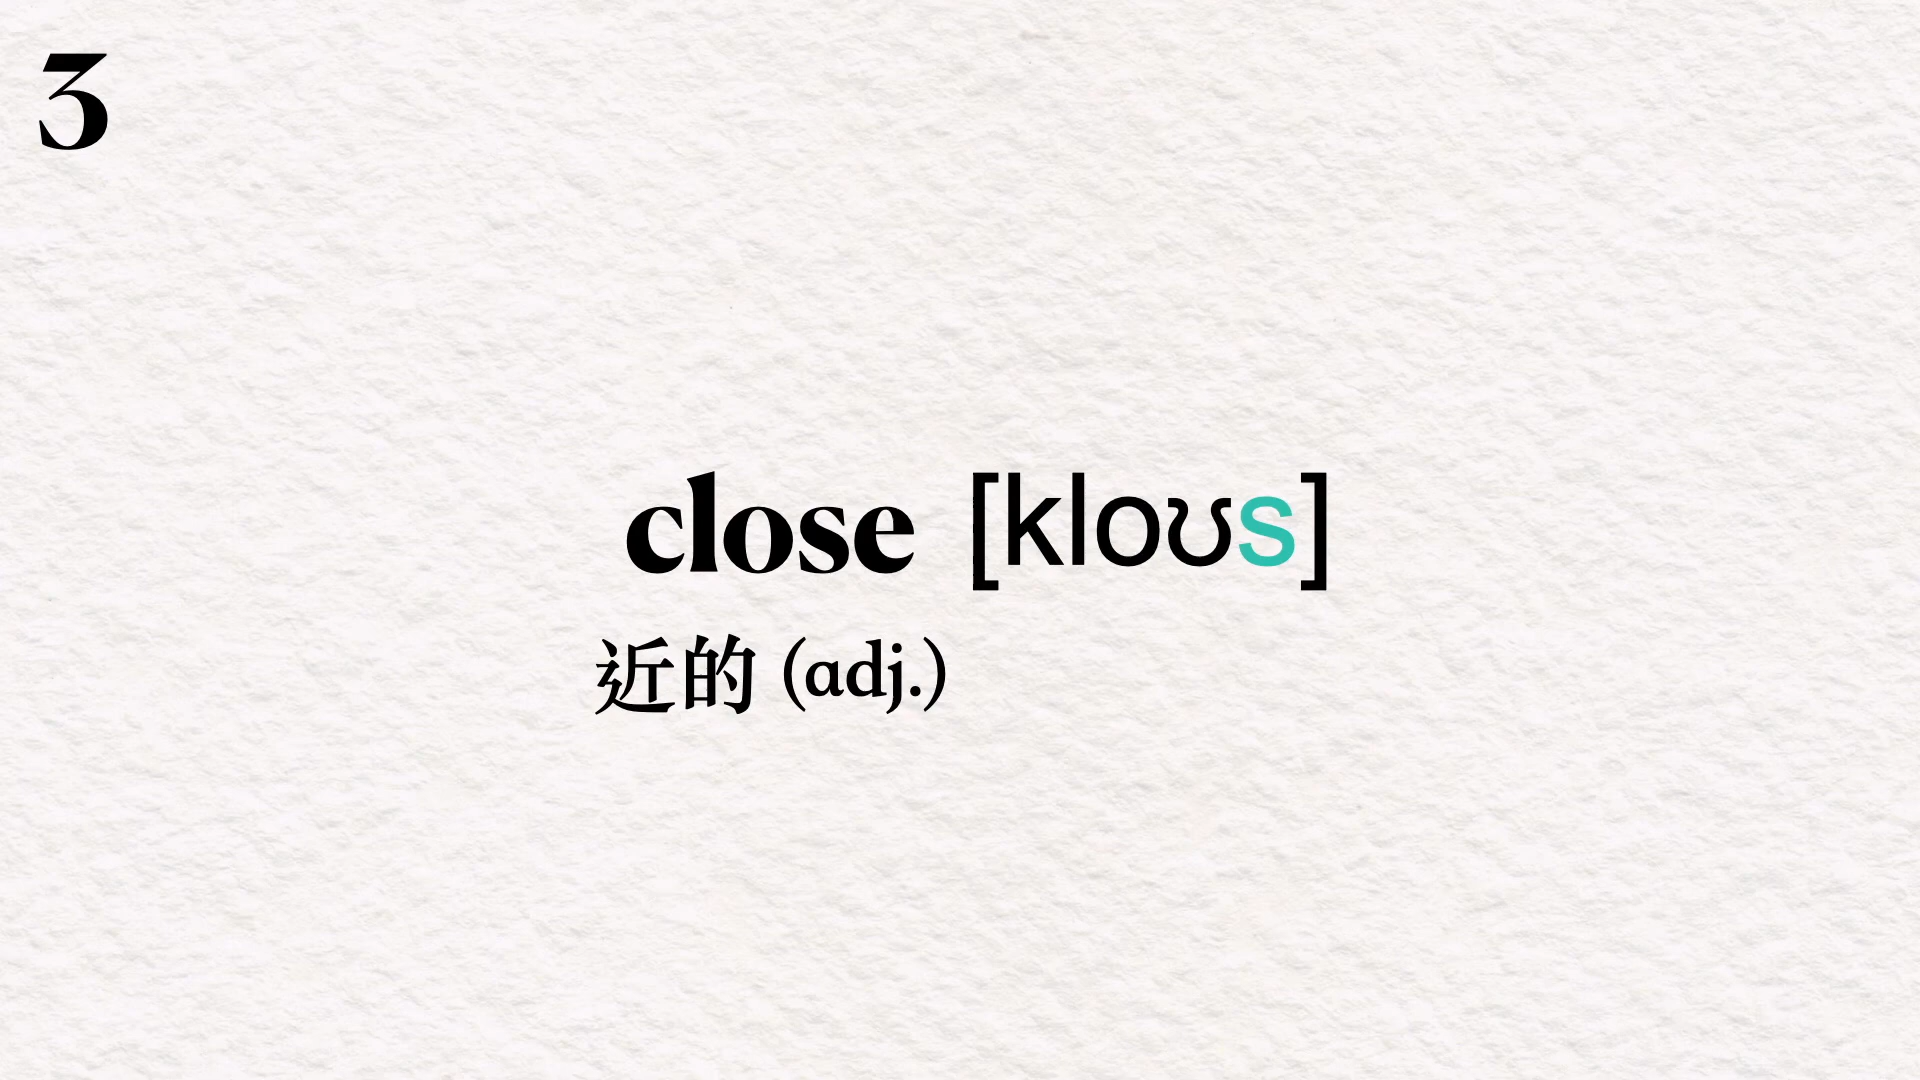 3
close [kloʊs]
近的 (adj.)